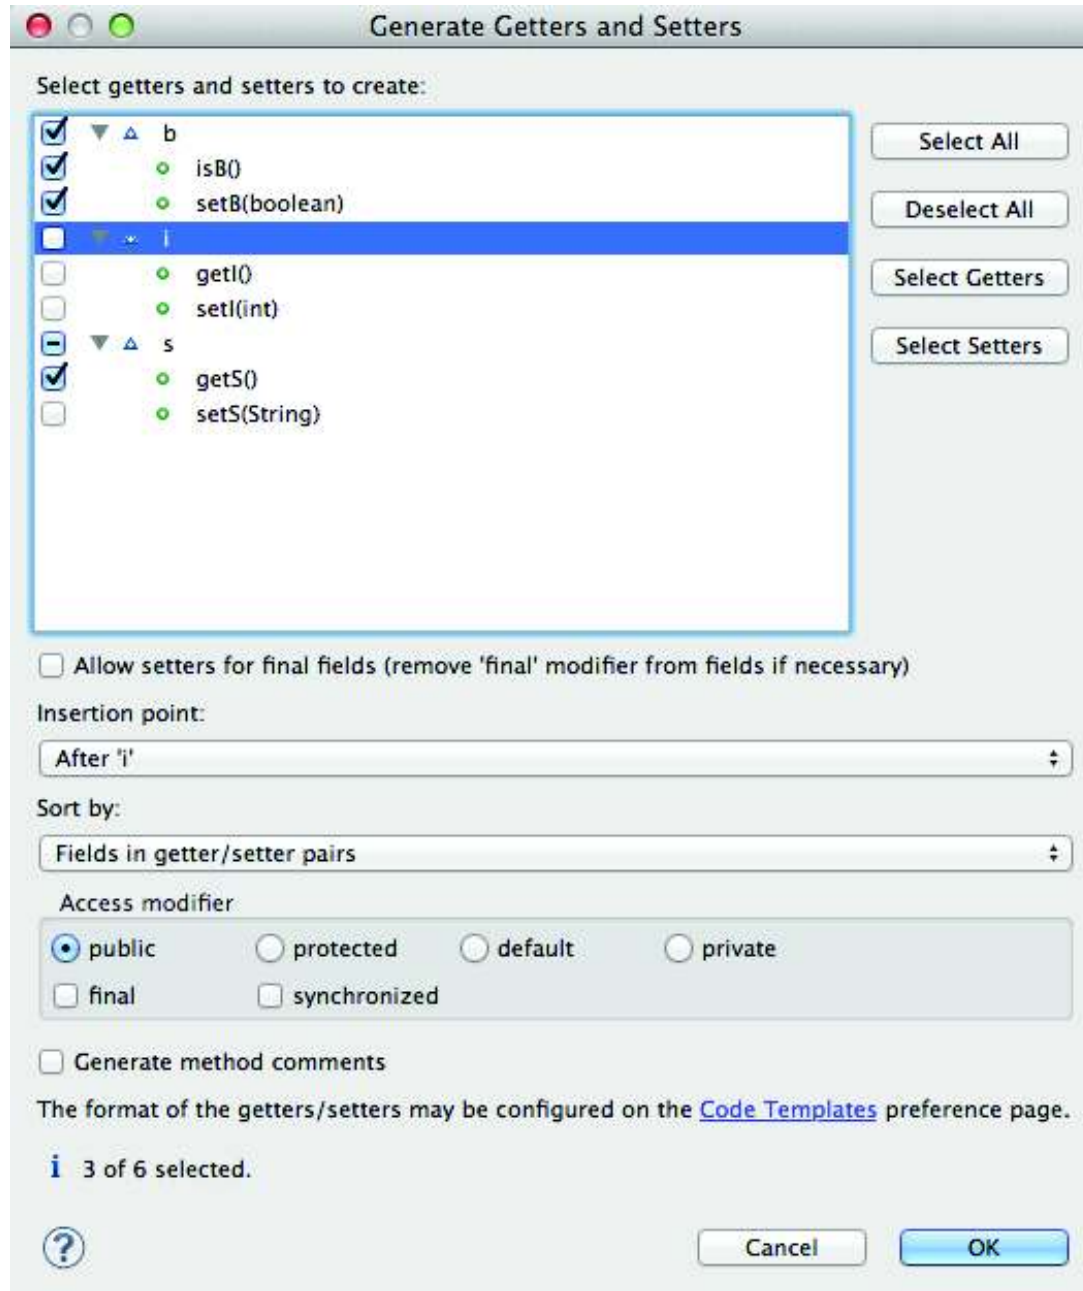 Generate Getters and Setters
Select getters and setters to create:
b
isB()
setB(boolean)
i
getI()
setI(int)
s
getS()
setS(String)
Select All
Deselect All
Select Getters
Select Setters
Allow setters for final fields (remove 'final' modifier from fields if necessary)
Insertion point:
After 'i'
Sort by:
Fields in getter/setter pairs
Access modifier
public protected default private
final synchronized
Generate method comments
The format of the getters/setters may be configured on the Code Templates preference page.
i 3 of 6 selected.
? Cancel OK